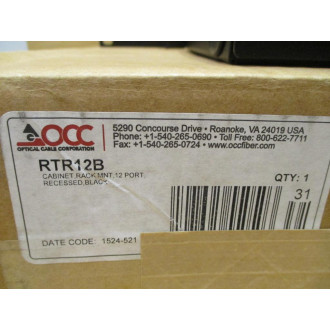 OCC
OPTICAL CABLE CORPORATION
5290 Concourse Drive • Roanoke, VA 24019 USA
Phone: +1-540-265-0690 • Toll Free: 800-622-7711
Fax: +1-540-265-0724 • www.occfiber.com
RTR12B
CABINET RACK MNT,12 PORT,
RECESSED,BLACK
QTY: 1
31
DATE CODE: 1524-521